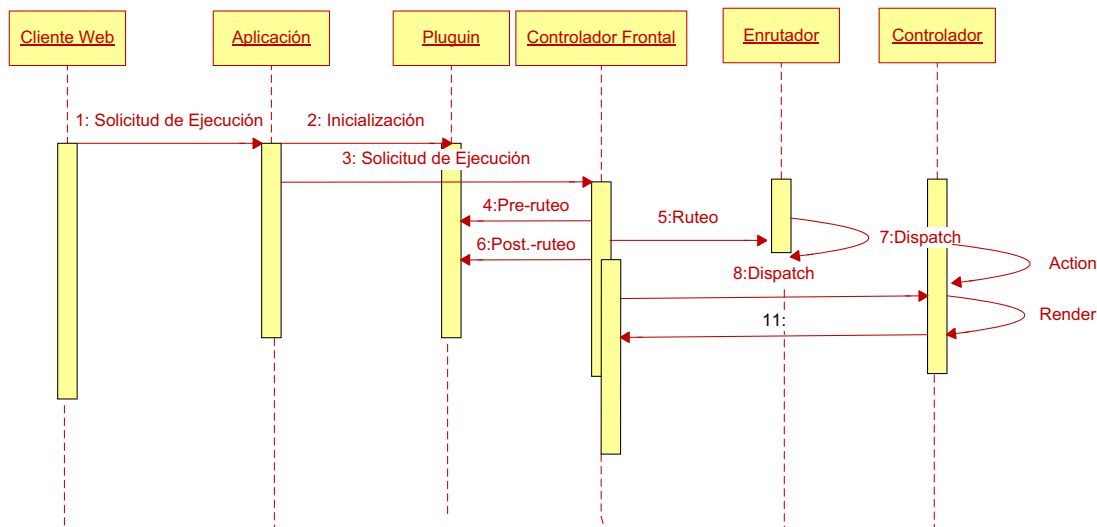 Cliente Web
Aplicación
Pluguin
Controlador Frontal
Enrutador
Controlador
1: Solicitud de Ejecución
2: Inicialización
3: Solicitud de Ejecución
4:Pre-ruteo
5:Ruteo
6:Post.-ruteo
7:Dispatch
Action
8:Dispatch
Render
11: